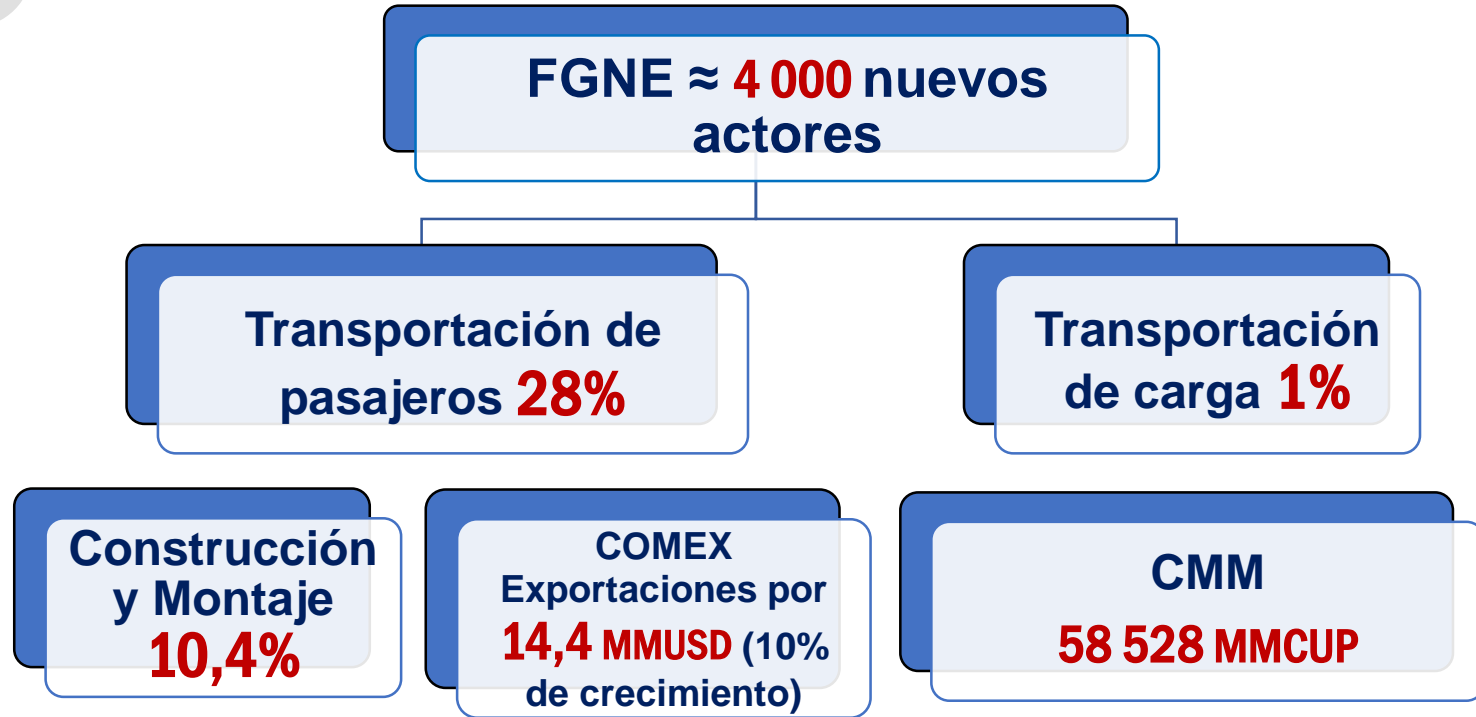 FGNE ≈ 4 000 nuevos
actores
Transportación de
pasajeros 28%
Transportación
de carga 1%
Construcción
y Montaje
10,4%
COMEX
Exportaciones por
14,4 MMUSD (10%
de crecimiento)
CMM
58 528 MMCUP